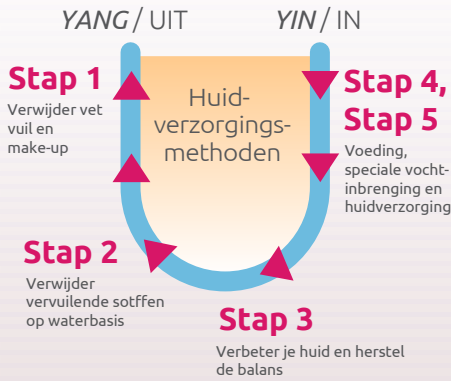 YANG / UIT
YIN / IN
Stap 1
Verwijder vet
vuil en
make-up
Huid-
verzorgings-
methoden
Stap 4,
Stap 5
Voeding,
speciale vocht-
inbrenging en
huidverzorging
Stap 2
Verwijder
vervuilende sotffen
op waterbasis
Stap 3
Verbeter je huid en herstel
de balans